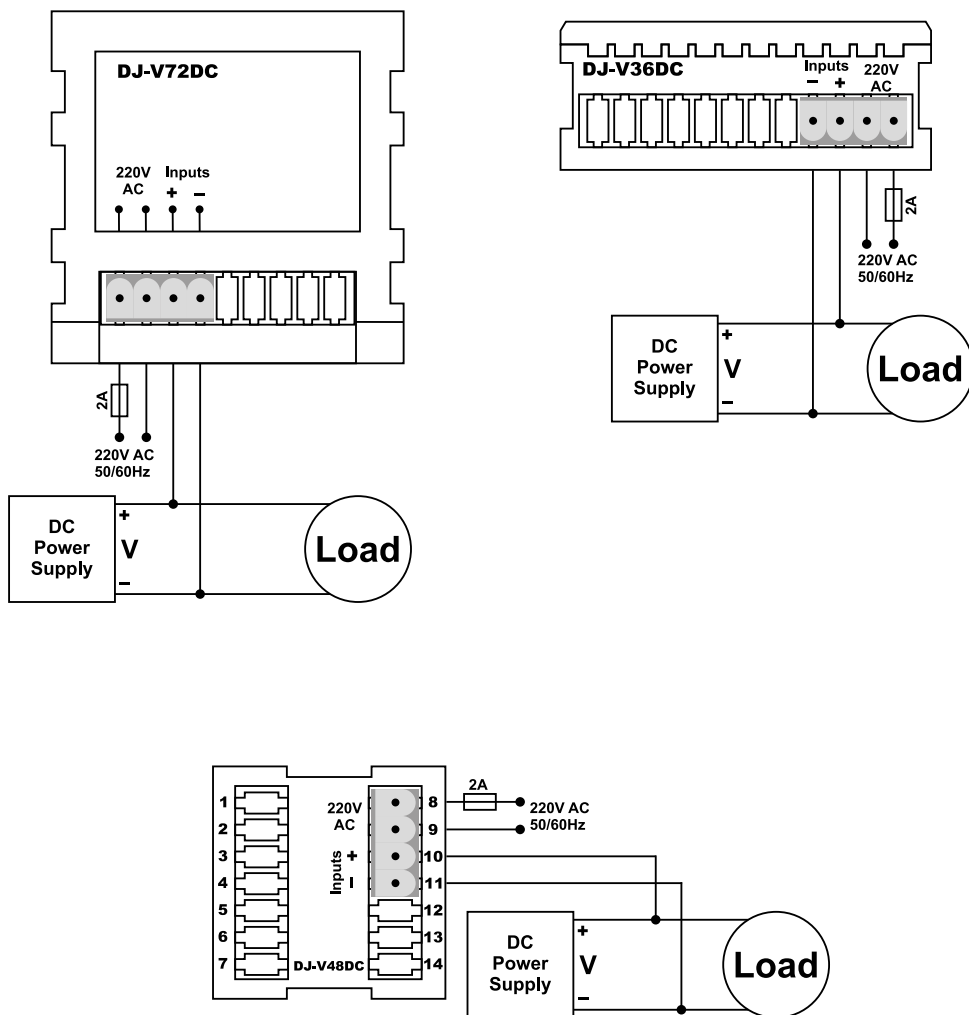 DJ-V72DC
220V
AC
Inputs
+ −
2A
220V AC
50/60Hz
DC
Power
Supply
+
V
−
Load
DJ-V36DC
Inputs
− +
220V
AC
2A
220V AC
50/60Hz
DC
Power
Supply
+
V
−
Load
1
2
3
4
5
6
7
220V
AC
Inputs
+
−
DJ-V48DC
8
9
10
11
12
13
14
2A
220V AC
50/60Hz
DC
Power
Supply
+
V
−
Load